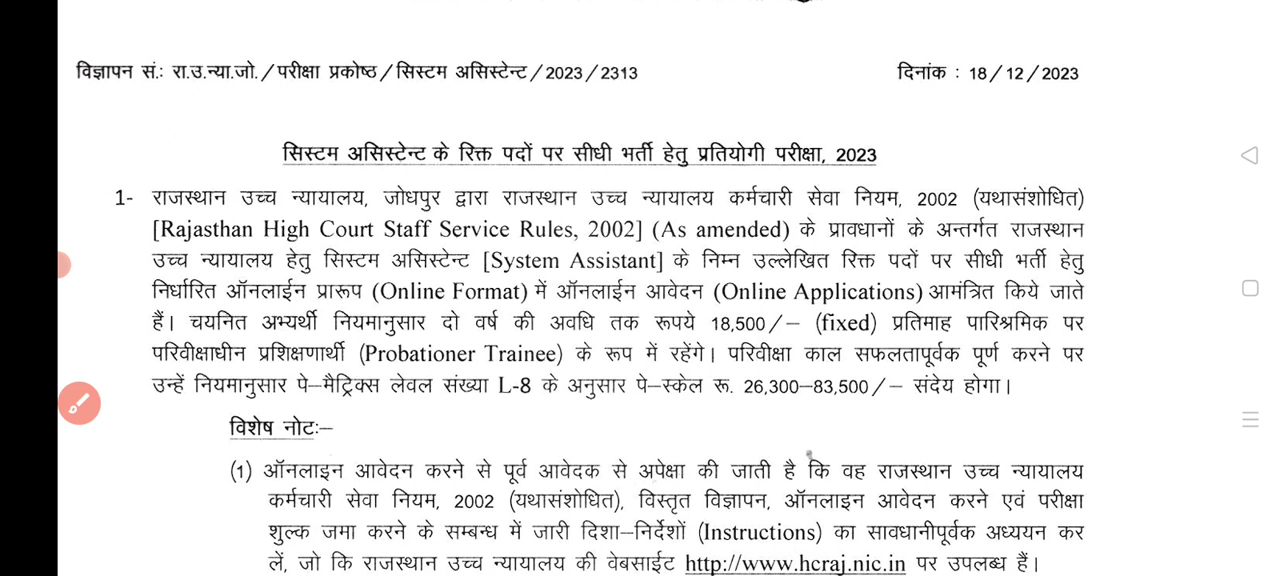 विज्ञापन सं.: रा.उ.न्या.जो./परीक्षा प्रकोष्ठ/सिस्टम असिस्टेन्ट/2023/2313 दिनांक : 18/12/2023
सिस्टम असिस्टेन्ट के रिक्त पदों पर सीधी भर्ती हेतु प्रतियोगी परीक्षा, 2023
1- राजस्थान उच्च न्यायालय, जोधपुर द्वारा राजस्थान उच्च न्यायालय कर्मचारी सेवा नियम, 2002 (यथासंशोधित)
[Rajasthan High Court Staff Service Rules, 2002] (As amended) के प्रावधानों के अन्तर्गत राजस्थान
उच्च न्यायालय हेतु सिस्टम असिस्टेन्ट [System Assistant] के निम्न उल्लेखित रिक्त पदों पर सीधी भर्ती हेतु
निर्धारित ऑनलाईन प्रारूप (Online Format) में ऑनलाईन आवेदन (Online Applications) आमंत्रित किये जाते
हैं। चयनित अभ्यर्थी नियमानुसार दो वर्ष की अवधि तक रूपये 18,500/– (fixed) प्रतिमाह पारिश्रमिक पर
परिवीक्षाधीन प्रशिक्षणार्थी (Probationer Trainee) के रूप में रहेंगे। परिवीक्षा काल सफलतापूर्वक पूर्ण करने पर
उन्हें नियमानुसार पे–मैट्रिक्स लेवल संख्या L-8 के अनुसार पे–स्केल रू. 26,300–83,500/– संदेय होगा।
विशेष नोटः–
(1) ऑनलाइन आवेदन करने से पूर्व आवेदक से अपेक्षा की जाती है कि वह राजस्थान उच्च न्यायालय
कर्मचारी सेवा नियम, 2002 (यथासंशोधित), विस्तृत विज्ञापन, ऑनलाइन आवेदन करने एवं परीक्षा
शुल्क जमा करने के सम्बन्ध में जारी दिशा–निर्देशों (Instructions) का सावधानीपूर्वक अध्ययन कर
लें, जो कि राजस्थान उच्च न्यायालय की वेबसाईट http://www.hcraj.nic.in पर उपलब्ध हैं।